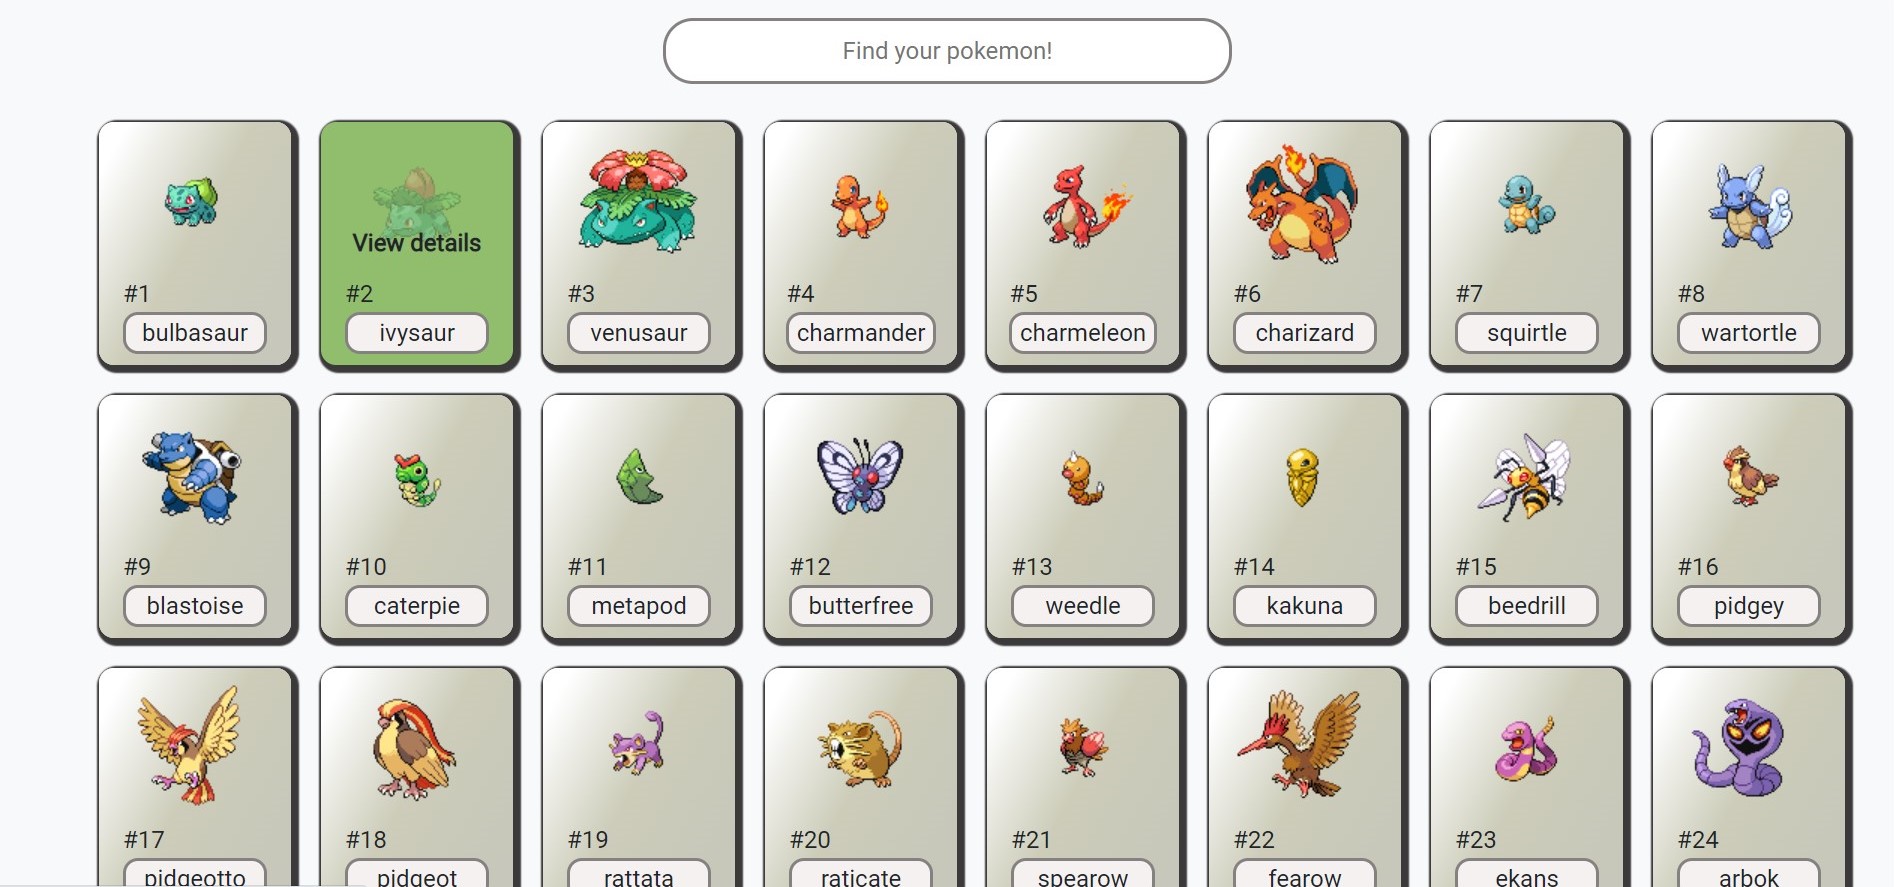 Find your pokemon!
View details
#1
#2
#3
#4
#5
#6
#7
#8
bulbasaur
ivysaur
venusaur
charmander
charmeleon
charizard
squirtle
wartortle
#9
#10
#11
#12
#13
#14
#15
#16
blastoise
caterpie
metapod
butterfree
weedle
kakuna
beedrill
pidgey
#17
#18
#19
#20
#21
#22
#23
#24
pidgeotto
pidgeot
rattata
raticate
spearow
fearow
ekans
arbok